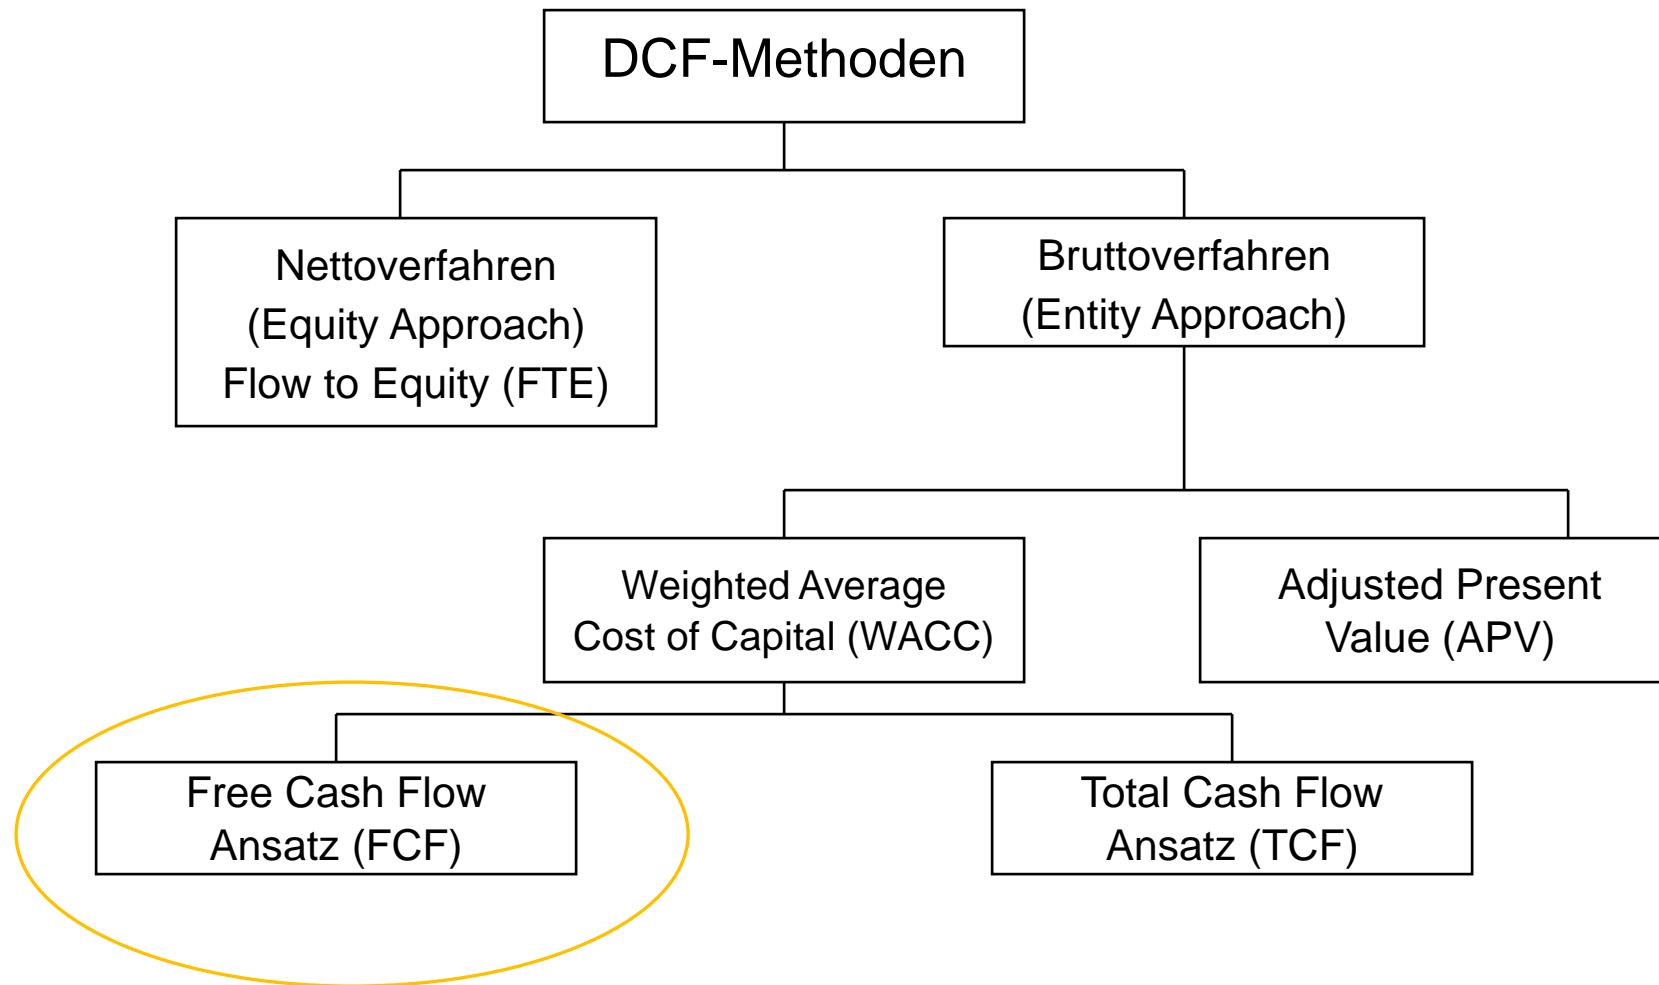 DCF-Methoden
Nettoverfahren
(Equity Approach)
Flow to Equity (FTE)
Bruttoverfahren
(Entity Approach)
Weighted Average
Cost of Capital (WACC)
Adjusted Present
Value (APV)
Free Cash Flow
Ansatz (FCF)
Total Cash Flow
Ansatz (TCF)